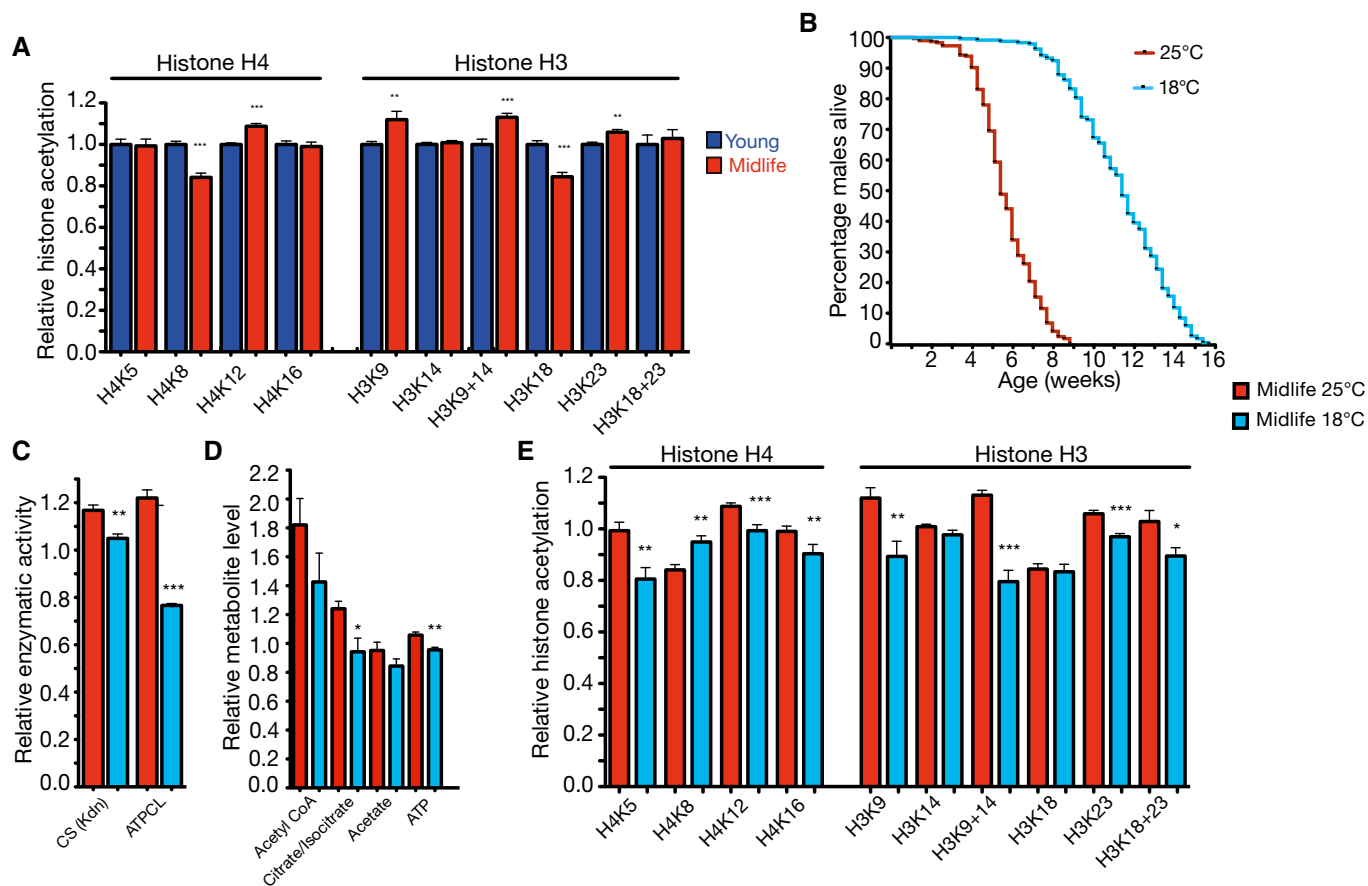 A
Histone H4
Histone H3
Relative histone acetylation
1.2
1.0
0.8
0.6
0.4
0.2
0.0
*** *** ** *** *** **
Young
Midlife
H4K5 H4K8 H4K12 H4K16 H3K9 H3K14 H3K9+14 H3K18 H3K23 H3K18+23
B
Percentage males alive
100
90
80
70
60
50
40
30
20
10
0
25°C
18°C
2 4 6 8 10 12 14 16
Age (weeks)
Midlife 25°C
Midlife 18°C
C
Relative enzymatic activity
1.2
1.0
0.8
0.6
0.4
0.2
0.0
** ***
CS (Kdn) ATPCL
D
Relative metabolite level
2.2
2.0
1.8
1.6
1.4
1.2
1.0
0.8
0.6
0.4
0.2
0.0
* **
Acetyl CoA Citrate/Isocitrate Acetate ATP
E
Histone H4
Histone H3
Relative histone acetylation
1.2
1.0
0.8
0.6
0.4
0.2
0.0
** ** *** ** ** *** *** *
H4K5 H4K8 H4K12 H4K16 H3K9 H3K14 H3K9+14 H3K18 H3K23 H3K18+23